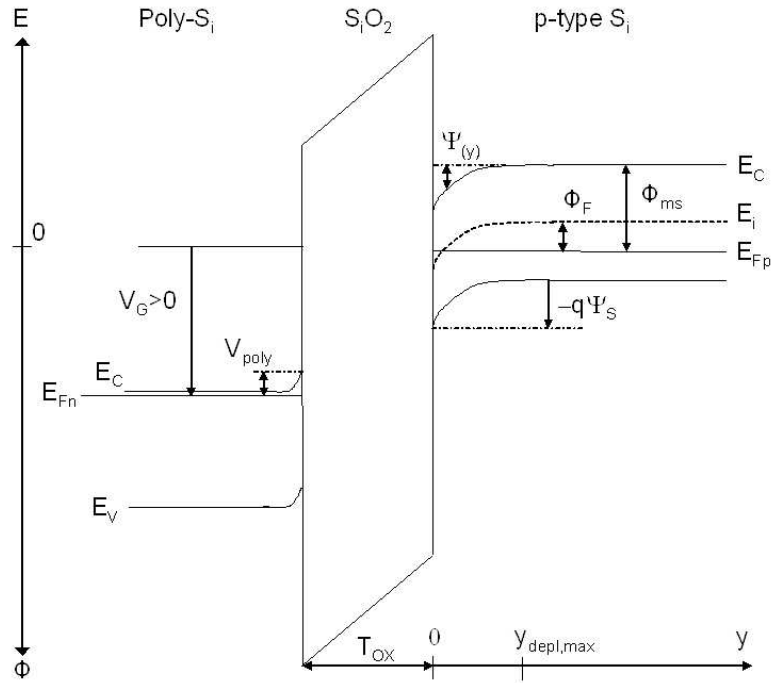 E Poly-Si SiO2 p-type Si
Ψ(y)
EC
ΦF Φms
Ei
0
EFp
VG>0
–qΨS
Vpoly
EC
EFn
EV
TOX 0 ydepl,max y
Φ